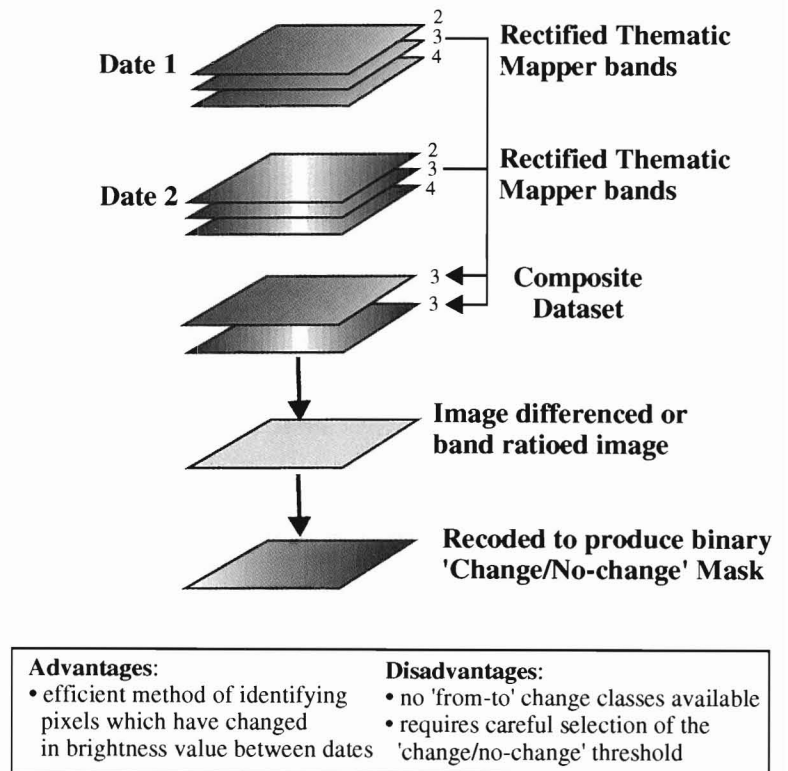 Date 1
2
3
4
Rectified Thematic
Mapper bands
Date 2
2
3
4
Rectified Thematic
Mapper bands
3
3
Composite
Dataset
Image differenced or
band ratioed image
Recoded to produce binary
'Change/No-change' Mask
Advantages:
• efficient method of identifying
pixels which have changed
in brightness value between dates
Disadvantages:
• no 'from-to' change classes available
• requires careful selection of the
'change/no-change' threshold